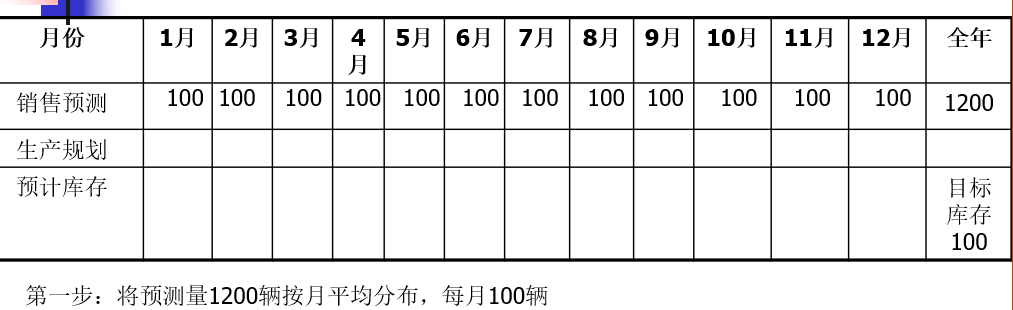 月份 1月 2月 3月 4月 5月 6月 7月 8月 9月 10月 11月 12月 全年
销售预测 100 100 100 100 100 100 100 100 100 100 100 100 1200
生产规划
预计库存 目标库存100
第一步：将预测量1200辆按月平均分布，每月100辆